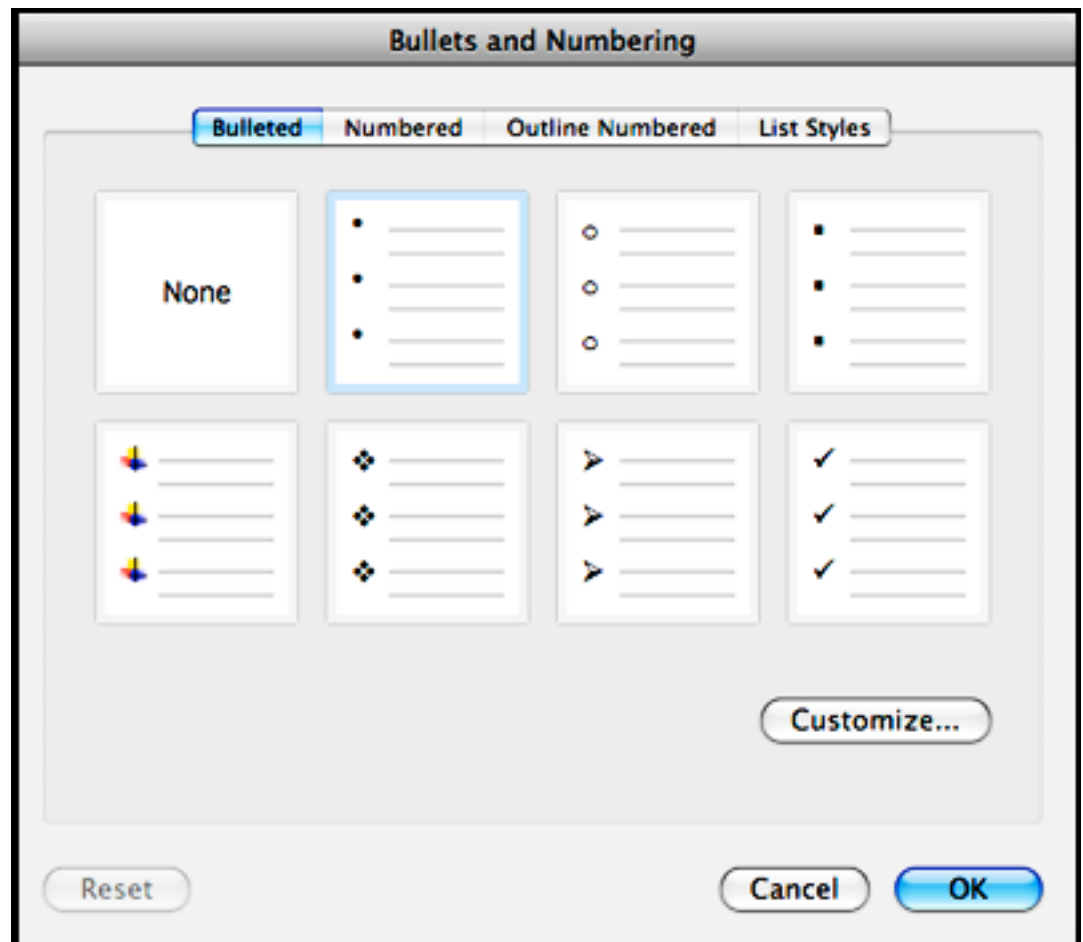 Bullets and Numbering
Bulleted Numbered Outline Numbered List Styles
None
Customize...
Reset Cancel OK